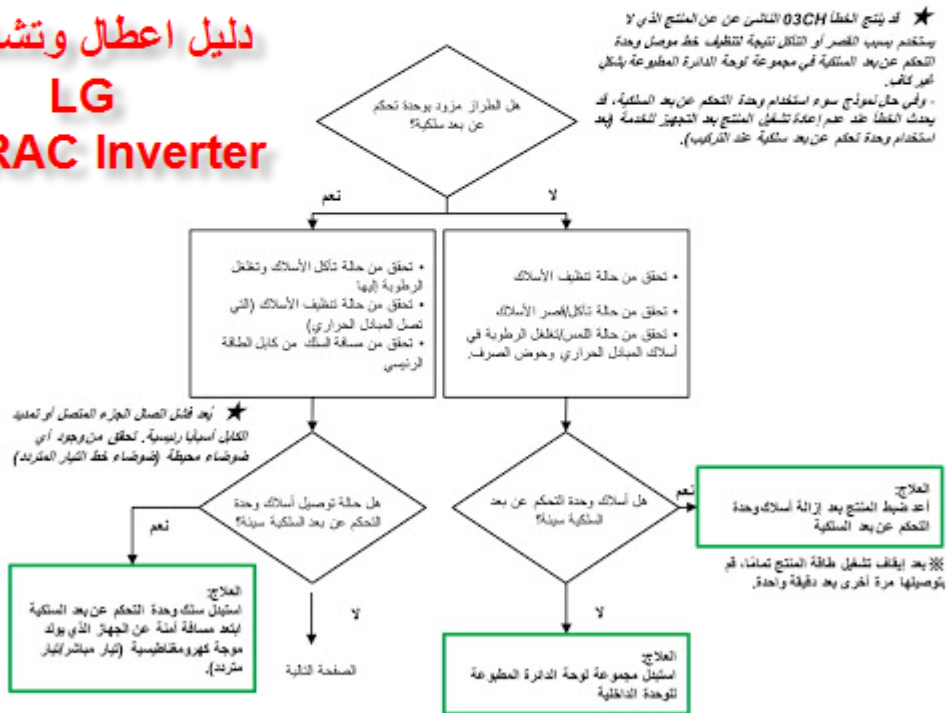 دليل اعطال وتشـ
LG
RAC Inverter
★ قد ينتج الخطأ 03CH الناشئ عن عن المنتج الذي لا
يستخدم بسبب القصر أو التآكل نتيجة لتنظيف خط موصل وحدة
التحكم عن بعد السلكية في مجموعة لوحة الدائرة المطبوعة بشكل
غير كافٍ.
- وفي حال نموذج سوء استخدام وحدة التحكم عن بعد السلكية، قد
يحدث الخطأ عند عدم إعادة تشغيل المنتج بعد التجهيز للخدمة (بعد
استخدام وحدة تحكم عن بعد سلكية عند التركيب).
هل الطراز مزود بوحدة تحكم
عن بعد سلكية؟
نعم
لا
• تحقق من حالة تآكل الأسلاك وتغلغل
الرطوبة إليها
• تحقق من حالة تنظيف الأسلاك (التي
تصل المبادل الحراري)
• تحقق من مسافة السلك من كابل الطاقة
الرئيسي
• تحقق من حالة تنظيف الأسلاك
• تحقق من حالة تآكل/قصر الأسلاك
• تحقق من حالة اللمس/تغلغل الرطوبة في
أسلاك المبادل الحراري وحوض الصرف.
★ يُعد فشل اتصال الجزء المتصل أو تمديد
الكابل أسبابا رئيسية. تحقق من وجود أي
ضوضاء محيطة (ضوضاء خط التيار المتردد)
هل حالة توصيل أسلاك وحدة
التحكم عن بعد السلكية سيئة؟
نعم
لا
هل أسلاك وحدة التحكم عن بعد
السلكية سيئة؟
نعم
لا
العلاج:
أعد ضبط المنتج بعد إزالة أسلاك وحدة
التحكم عن بعد السلكية
※ بعد إيقاف تشغيل طاقة المنتج تمامًا، قم
بتوصيلها مرة أخرى بعد دقيقة واحدة.
العلاج:
استبدل سلك وحدة التحكم عن بعد السلكية
ابتعد مسافة آمنة عن الجهاز الذي يولد
موجة كهرومغناطيسية (تيار مباشر/تيار
متردد).
الصفحة التالية
العلاج:
استبدل مجموعة لوحة الدائرة المطبوعة
للوحدة الداخلية